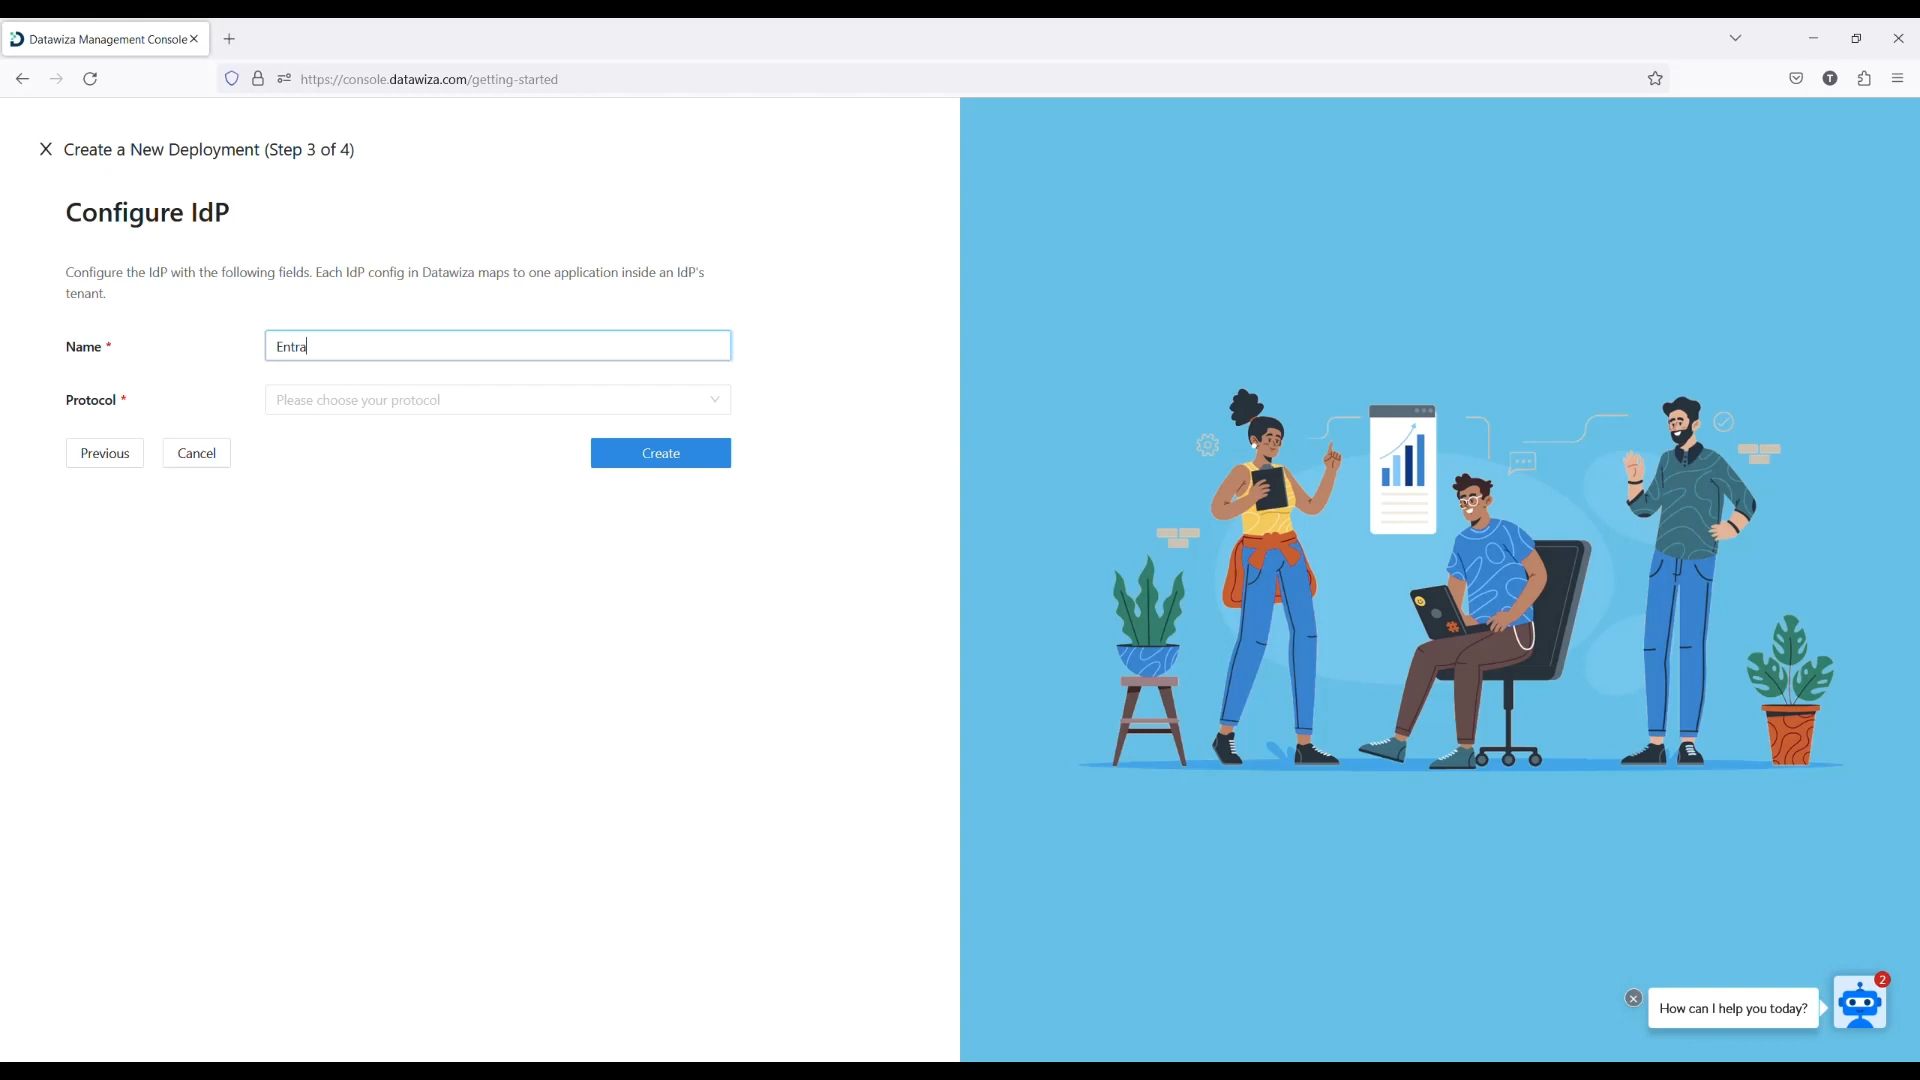 Datawiza Management Console
https://console.datawiza.com/getting-started
T
Create a New Deployment (Step 3 of 4)
Configure IdP
Configure the IdP with the following fields. Each IdP config in Datawiza maps to one application inside an IdP's
tenant.
Name *
Entra
Protocol *
Please choose your protocol
Previous
Cancel
Create
2
How can I help you today?